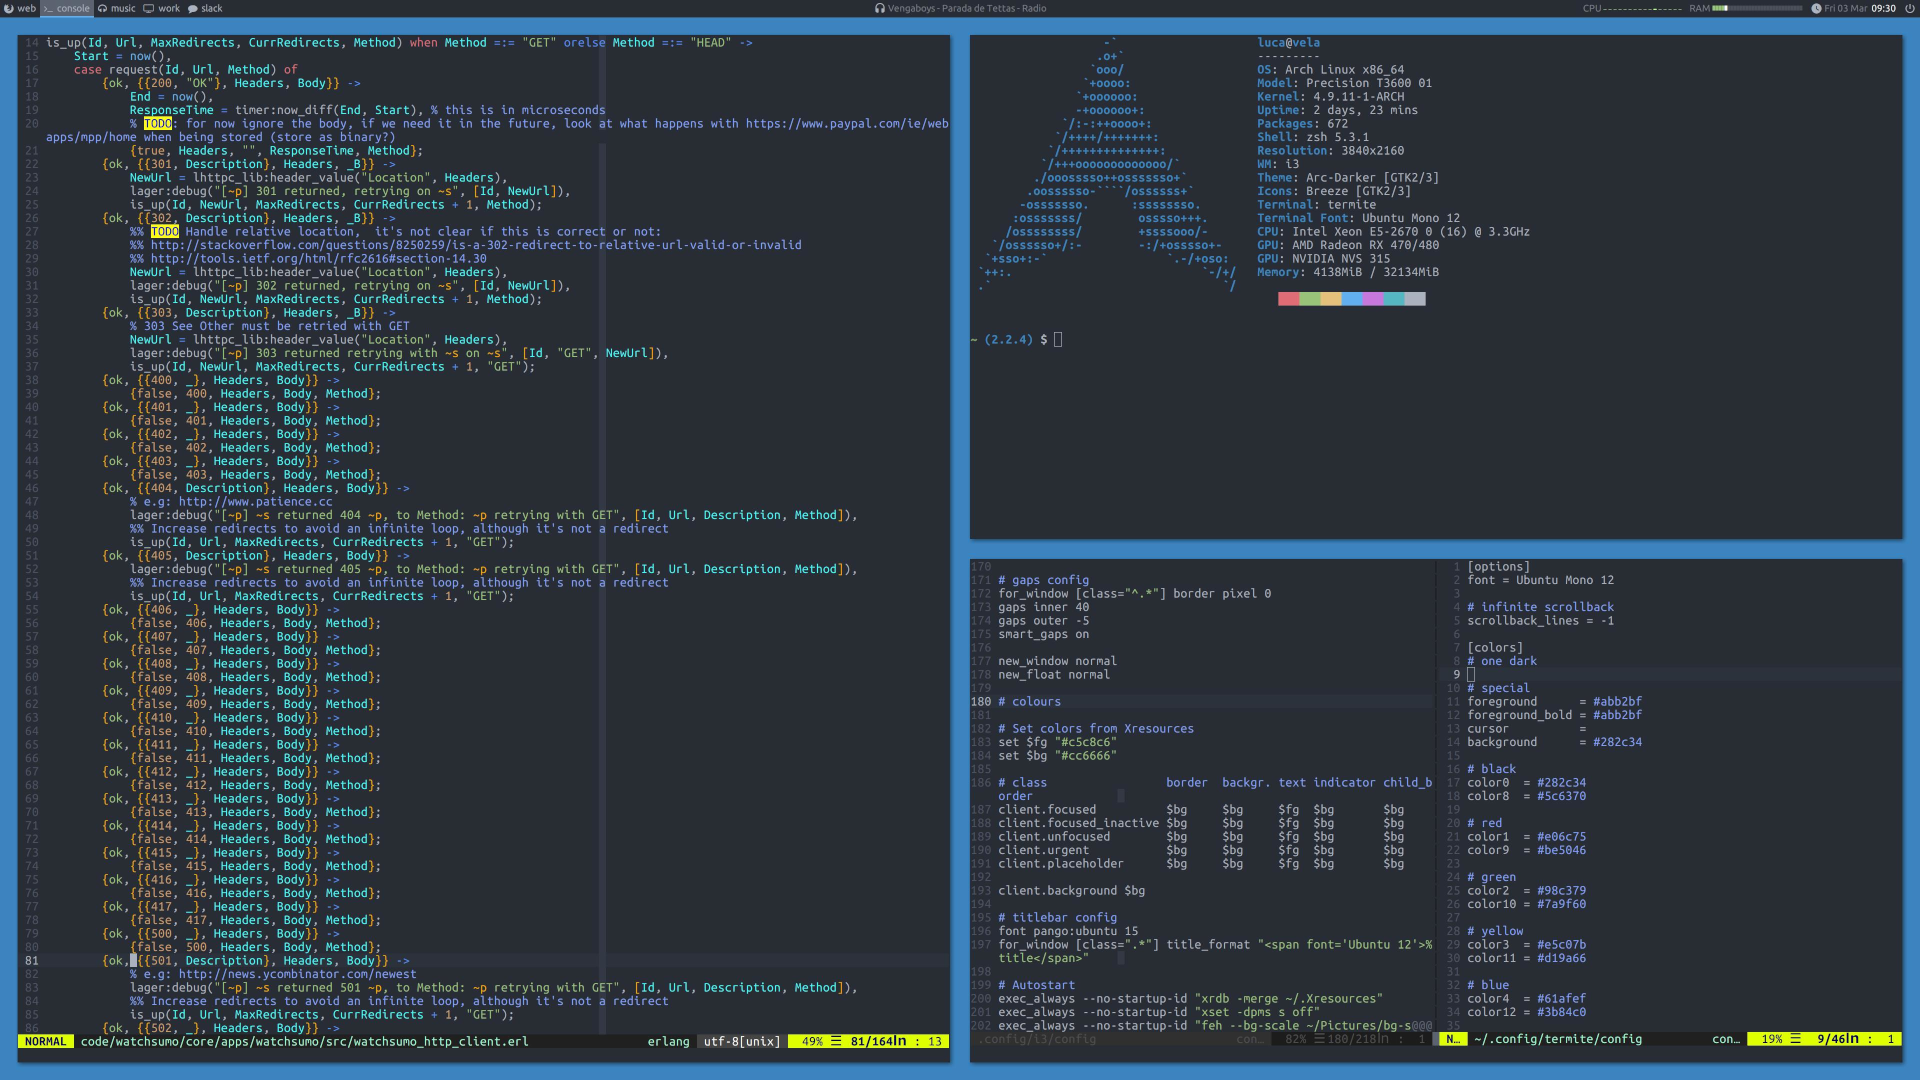 web >_ console music work slack Vengaboys - Parada de Tettas - Radio CPU RAM Fri 03 Mar 09:30
14 is_up(Id, Url, MaxRedirects, CurrRedirects, Method) when Method =:= "GET" orelse Method =:= "HEAD" ->
15 Start = now(),
16 case request(Id, Url, Method) of
17 {ok, {{200, "OK"}, Headers, Body}} ->
18 End = now(),
19 ResponseTime = timer:now_diff(End, Start), % this is in microseconds
20 % TODO: for now ignore the body, if we need it in the future, look at what happens with https://www.paypal.com/ie/web
apps/mpp/home when being stored (store as binary?)
21 {true, Headers, "", ResponseTime, Method};
22 {ok, {{301, Description}, Headers, _B}} ->
23 NewUrl = lhttpc_lib:header_value("Location", Headers),
24 lager:debug("[~p] 301 returned, retrying on ~s", [Id, NewUrl]),
25 is_up(Id, NewUrl, MaxRedirects, CurrRedirects + 1, Method);
26 {ok, {{302, Description}, Headers, _B}} ->
27 %% TODO Handle relative location, it's not clear if this is correct or not:
28 %% http://stackoverflow.com/questions/8250259/is-a-302-redirect-to-relative-url-valid-or-invalid
29 %% http://tools.ietf.org/html/rfc2616#section-14.30
30 NewUrl = lhttpc_lib:header_value("Location", Headers),
31 lager:debug("[~p] 302 returned, retrying on ~s", [Id, NewUrl]),
32 is_up(Id, NewUrl, MaxRedirects, CurrRedirects + 1, Method);
33 {ok, {{303, Description}, Headers, _B}} ->
34 % 303 See Other must be retried with GET
35 NewUrl = lhttpc_lib:header_value("Location", Headers),
36 lager:debug("[~p] 303 returned retrying with ~s on ~s", [Id, "GET", NewUrl]),
37 is_up(Id, NewUrl, MaxRedirects, CurrRedirects + 1, "GET");
38 {ok, {{400, _}, Headers, Body}} ->
39 {false, 400, Headers, Body, Method};
40 {ok, {{401, _}, Headers, Body}} ->
41 {false, 401, Headers, Body, Method};
42 {ok, {{402, _}, Headers, Body}} ->
43 {false, 402, Headers, Body, Method};
44 {ok, {{403, _}, Headers, Body}} ->
45 {false, 403, Headers, Body, Method};
46 {ok, {{404, Description}, Headers, Body}} ->
47 % e.g: http://www.patience.cc
48 lager:debug("[~p] ~s returned 404 ~p, to Method: ~p retrying with GET", [Id, Url, Description, Method]),
49 %% Increase redirects to avoid an infinite loop, although it's not a redirect
50 is_up(Id, Url, MaxRedirects, CurrRedirects + 1, "GET");
51 {ok, {{405, Description}, Headers, Body}} ->
52 lager:debug("[~p] ~s returned 405 ~p, to Method: ~p retrying with GET", [Id, Url, Description, Method]),
53 %% Increase redirects to avoid an infinite loop, although it's not a redirect
54 is_up(Id, Url, MaxRedirects, CurrRedirects + 1, "GET");
55 {ok, {{406, _}, Headers, Body}} ->
56 {false, 406, Headers, Body, Method};
57 {ok, {{407, _}, Headers, Body}} ->
58 {false, 407, Headers, Body, Method};
59 {ok, {{408, _}, Headers, Body}} ->
60 {false, 408, Headers, Body, Method};
61 {ok, {{409, _}, Headers, Body}} ->
62 {false, 409, Headers, Body, Method};
63 {ok, {{410, _}, Headers, Body}} ->
64 {false, 410, Headers, Body, Method};
65 {ok, {{411, _}, Headers, Body}} ->
66 {false, 411, Headers, Body, Method};
67 {ok, {{412, _}, Headers, Body}} ->
68 {false, 412, Headers, Body, Method};
69 {ok, {{413, _}, Headers, Body}} ->
70 {false, 413, Headers, Body, Method};
71 {ok, {{414, _}, Headers, Body}} ->
72 {false, 414, Headers, Body, Method};
73 {ok, {{415, _}, Headers, Body}} ->
74 {false, 415, Headers, Body, Method};
75 {ok, {{416, _}, Headers, Body}} ->
76 {false, 416, Headers, Body, Method};
77 {ok, {{417, _}, Headers, Body}} ->
78 {false, 417, Headers, Body, Method};
79 {ok, {{500, _}, Headers, Body}} ->
80 {false, 500, Headers, Body, Method};
81 {ok, {{501, Description}, Headers, Body}} ->
82 % e.g: http://news.ycombinator.com/newest
83 lager:debug("[~p] ~s returned 501 ~p, to Method: ~p retrying with GET", [Id, Url, Description, Method]),
84 %% Increase redirects to avoid an infinite loop, although it's not a redirect
85 is_up(Id, Url, MaxRedirects, CurrRedirects + 1, "GET");
86 {ok, {{502, _}, Headers, Body}} ->
NORMAL code/watchsumo/core/apps/watchsumo/src/watchsumo_http_client.erl erlang utf-8[unix] 49% ☰ 81/164ln : 13
-`
.o+`
`ooo/
`+oooo:
`+oooooo:
-+oooooo+:
`/:-:++oooo+:
`/++++/+++++++:
`/++++++++++++++:
`/+++ooooooooooooo/`
./ooosssso++osssssso+`
.oossssso-````/ossssss+`
-osssssso. :ssssssso.
:osssssss/ osssso+++.
/ossssssss/ +ssssooo/-
`/ossssso+/:- -:/+osssso+-
`+sso+:-` `.-/+oso:
`++:. `-/+/
.` `/
luca@vela
---------
OS: Arch Linux x86_64
Model: Precision T3600 01
Kernel: 4.9.11-1-ARCH
Uptime: 2 days, 23 mins
Packages: 672
Shell: zsh 5.3.1
Resolution: 3840x2160
WM: i3
Theme: Arc-Darker [GTK2/3]
Icons: Breeze [GTK2/3]
Terminal: termite
Terminal Font: Ubuntu Mono 12
CPU: Intel Xeon E5-2670 0 (16) @ 3.3GHz
GPU: AMD Radeon RX 470/480
GPU: NVIDIA NVS 315
Memory: 4138MiB / 32134MiB
~ (2.2.4) $
170
171 # gaps config
172 for_window [class="^.*"] border pixel 0
173 gaps inner 40
174 gaps outer -5
175 smart_gaps on
176
177 new_window normal
178 new_float normal
179
180 # colours
181
182 # Set colors from Xresources
183 set $fg "#c5c8c6"
184 set $bg "#cc6666"
185
186 # class border backgr. text indicator child_b
order
187 client.focused $bg $bg $fg $bg $bg
188 client.focused_inactive $bg $bg $fg $bg $bg
189 client.unfocused $bg $bg $fg $bg $bg
190 client.urgent $bg $bg $fg $bg $bg
191 client.placeholder $bg $bg $fg $bg $bg
192
193 client.background $bg
194
195 # titlebar config
196 font pango:ubuntu 15
197 for_window [class=".*"] title_format "<span font='Ubuntu 12'>%
title</span>"
198
199 # Autostart
200 exec_always --no-startup-id "xrdb -merge ~/.Xresources"
201 exec_always --no-startup-id "xset -dpms s off"
202 exec_always --no-startup-id "feh --bg-scale ~/Pictures/bg-s@@@
.config/i3/config con… 82% ☰ 180/218ln : 1
1 [options]
2 font = Ubuntu Mono 12
3
4 # infinite scrollback
5 scrollback_lines = -1
6
7 [colors]
8 # one dark
9
10 # special
11 foreground = #abb2bf
12 foreground_bold = #abb2bf
13 cursor =
14 background = #282c34
15
16 # black
17 color0 = #282c34
18 color8 = #5c6370
19
20 # red
21 color1 = #e06c75
22 color9 = #be5046
23
24 # green
25 color2 = #98c379
26 color10 = #7a9f60
27
28 # yellow
29 color3 = #e5c07b
30 color11 = #d19a66
31
32 # blue
33 color4 = #61afef
34 color12 = #3b84c0
35
N… ~/.config/termite/config con… 19% ☰ 9/46ln : 1